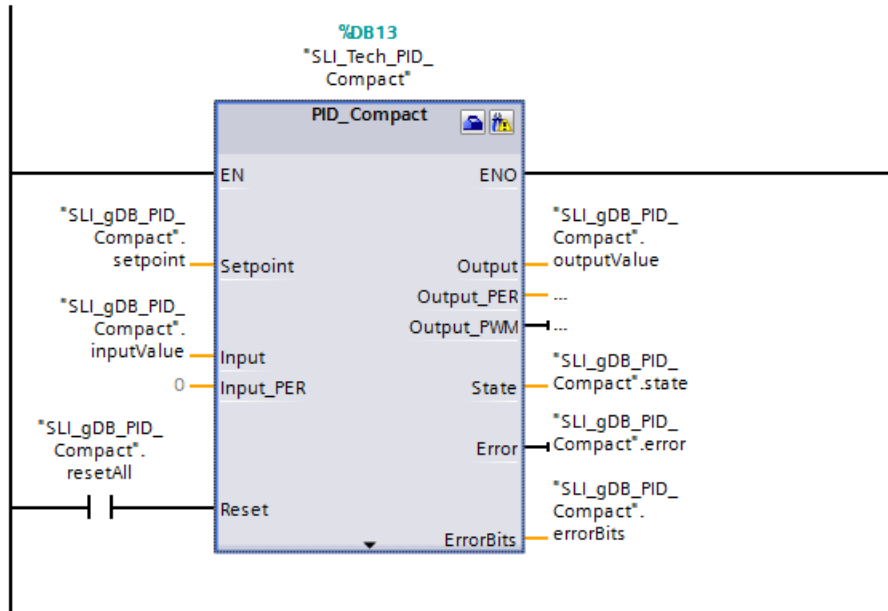 %DB13
"SLI_Tech_PID_
Compact"
PID_Compact
EN
ENO
"SLI_gDB_PID_
Compact".
setpoint
Setpoint
"SLI_gDB_PID_
Compact".
outputValue
Output
Output_PER
...
Output_PWM
...
"SLI_gDB_PID_
Compact".
inputValue
Input
0
Input_PER
"SLI_gDB_PID_
Compact".state
State
"SLI_gDB_PID_
Compact".error
Error
"SLI_gDB_PID_
Compact".
resetAll
Reset
"SLI_gDB_PID_
Compact".
errorBits
ErrorBits